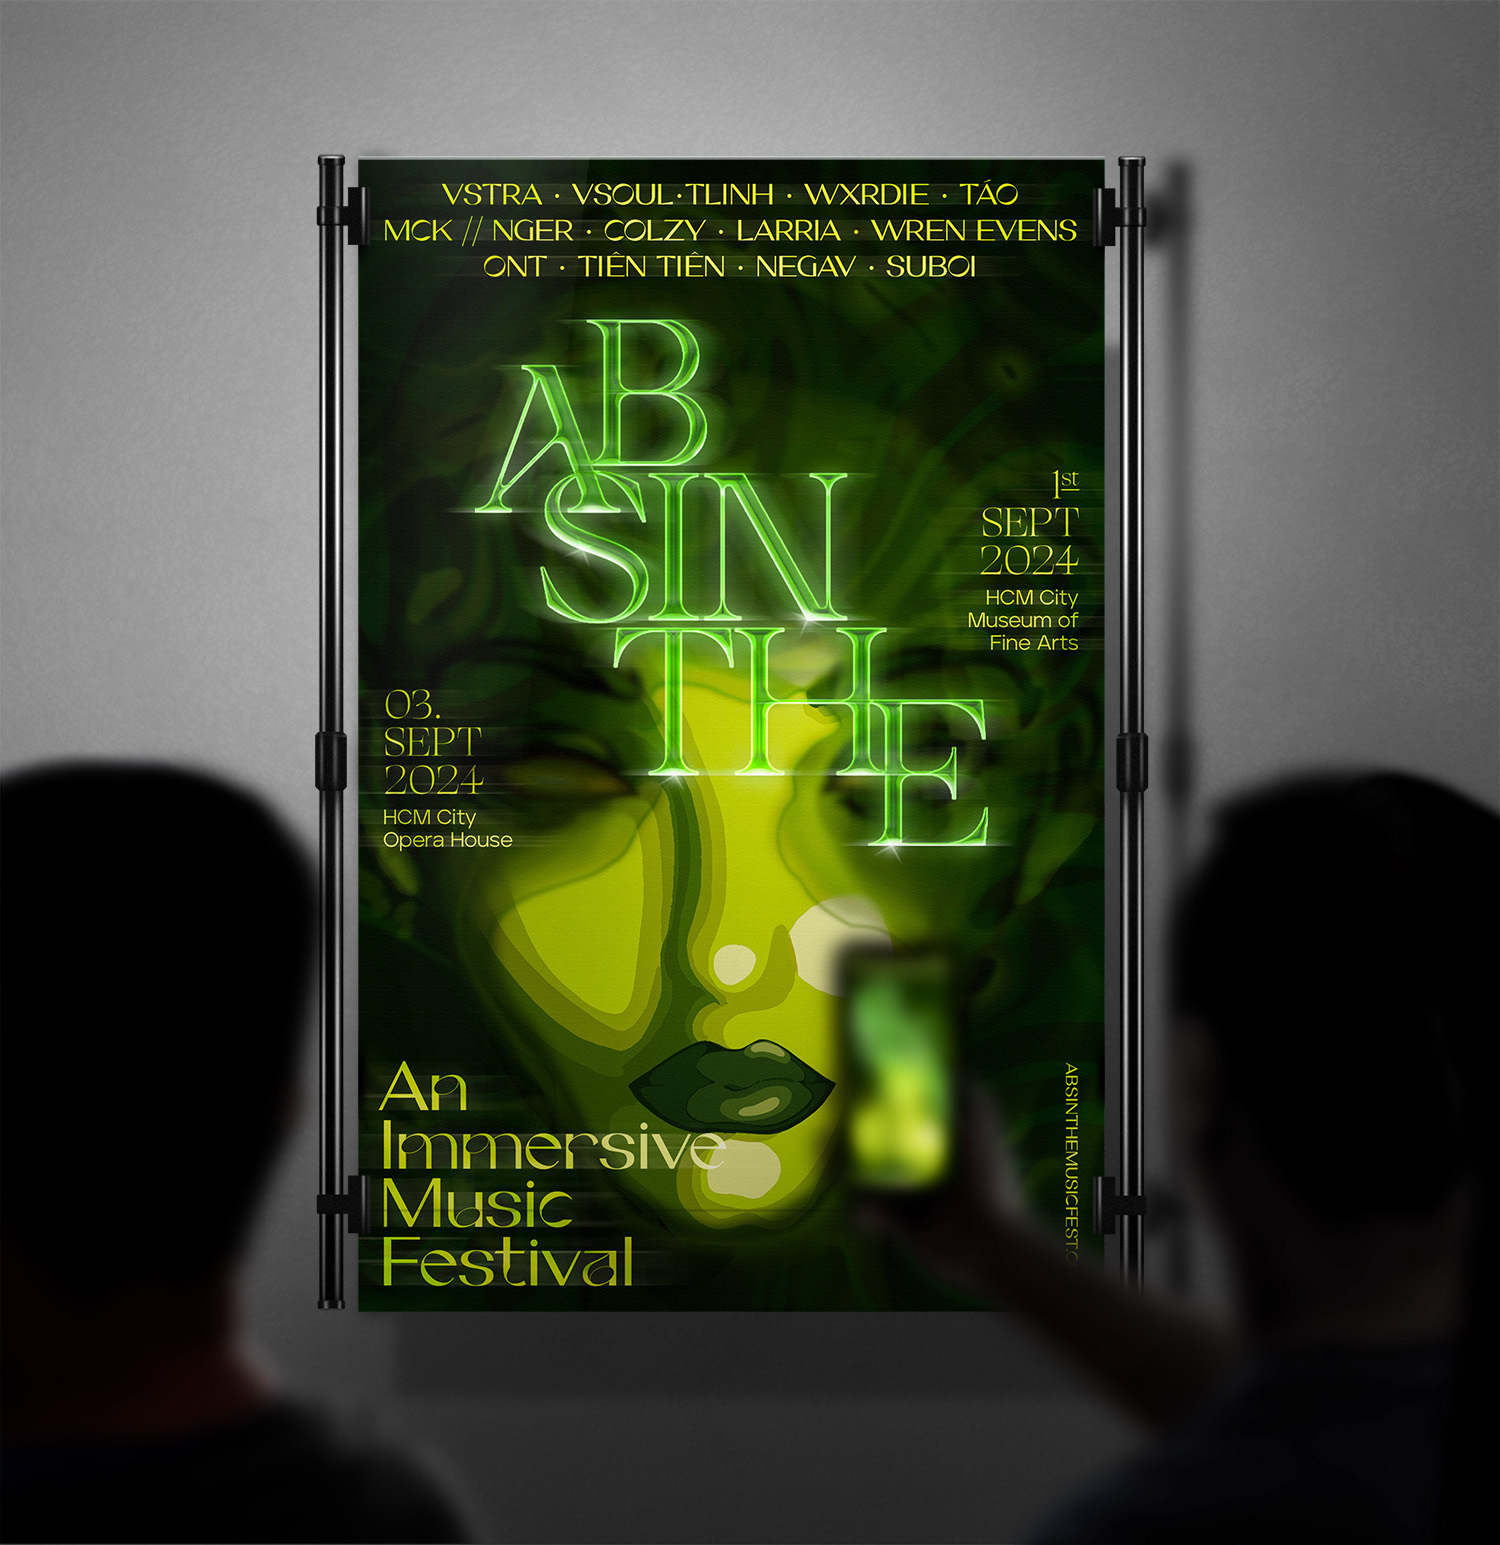 VSTRA · VSOUL·TLINH · WXRDIE · TÁO
MCK // NGER · COLZY · LARRIA · WREN EVENS
ONT · TIÊN TIÊN · NEGAV · SUBOI
AB
SIN
THE
1st
SEPT
2024
HCM City
Museum of
Fine Arts
03.
SEPT
2024
HCM City
Opera House
An
Immersive
Music
Festival
ABSINTHEMUSICFEST.C